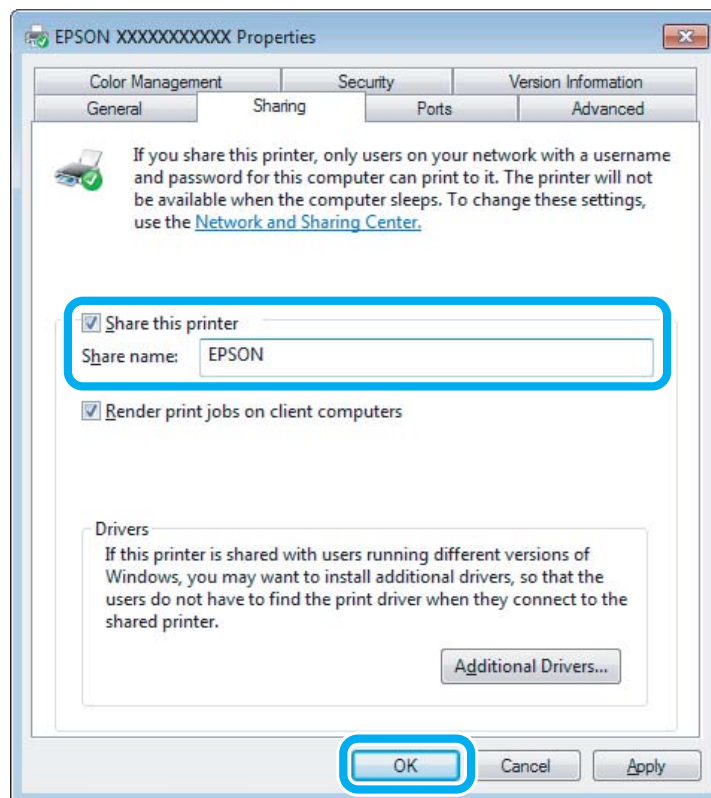 EPSON XXXXXXXXXXX Properties
Color Management Security Version Information
General Sharing Ports Advanced
If you share this printer, only users on your network with a username
and password for this computer can print to it. The printer will not
be available when the computer sleeps. To change these settings,
use the Network and Sharing Center.
Share this printer
Share name: EPSON
Render print jobs on client computers
Drivers
If this printer is shared with users running different versions of
Windows, you may want to install additional drivers, so that the
users do not have to find the print driver when they connect to the
shared printer.
Additional Drivers...
OK Cancel Apply